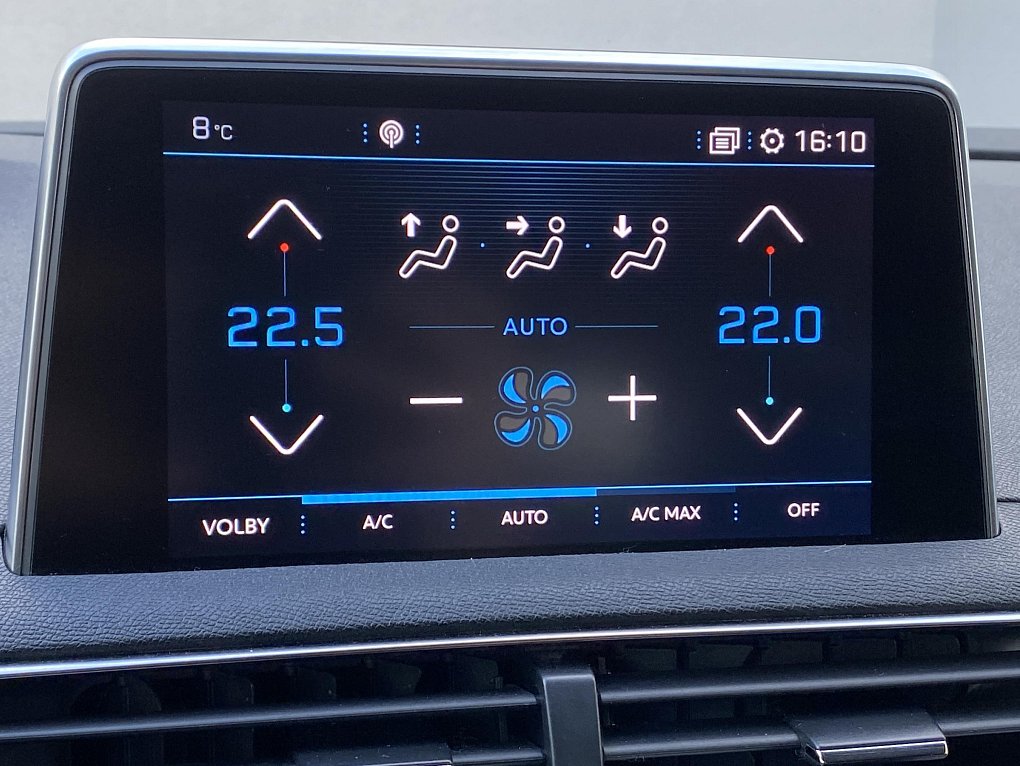 8°C 16:10
22.5 AUTO 22.0
VOLBY A/C AUTO A/C MAX OFF